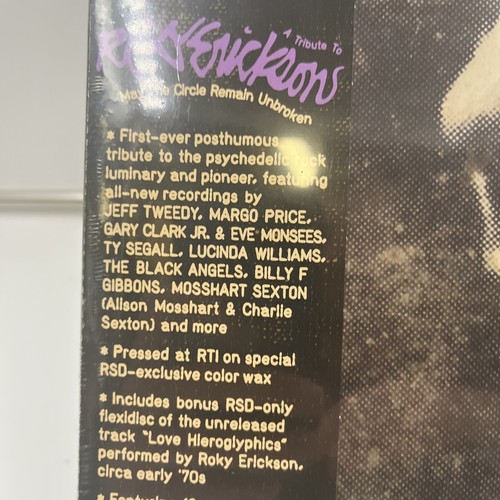 A Tribute To
Roky Erickson
May the Circle Remain Unbroken
* First-ever posthumous
tribute to the psychedelic rock
luminary and pioneer, featuring
all-new recordings by
JEFF TWEEDY, MARGO PRICE,
GARY CLARK JR. & EVE MONSEES,
TY SEGALL, LUCINDA WILLIAMS,
THE BLACK ANGELS, BILLY F
GIBBONS, MOSSHART SEXTON
(Alison Mosshart & Charlie
Sexton) and more
* Pressed at RTI on special
RSD-exclusive color wax
* Includes bonus RSD-only
flexidisc of the unreleased
track "Love Hieroglyphics"
performed by Roky Erickson,
circa early '70s